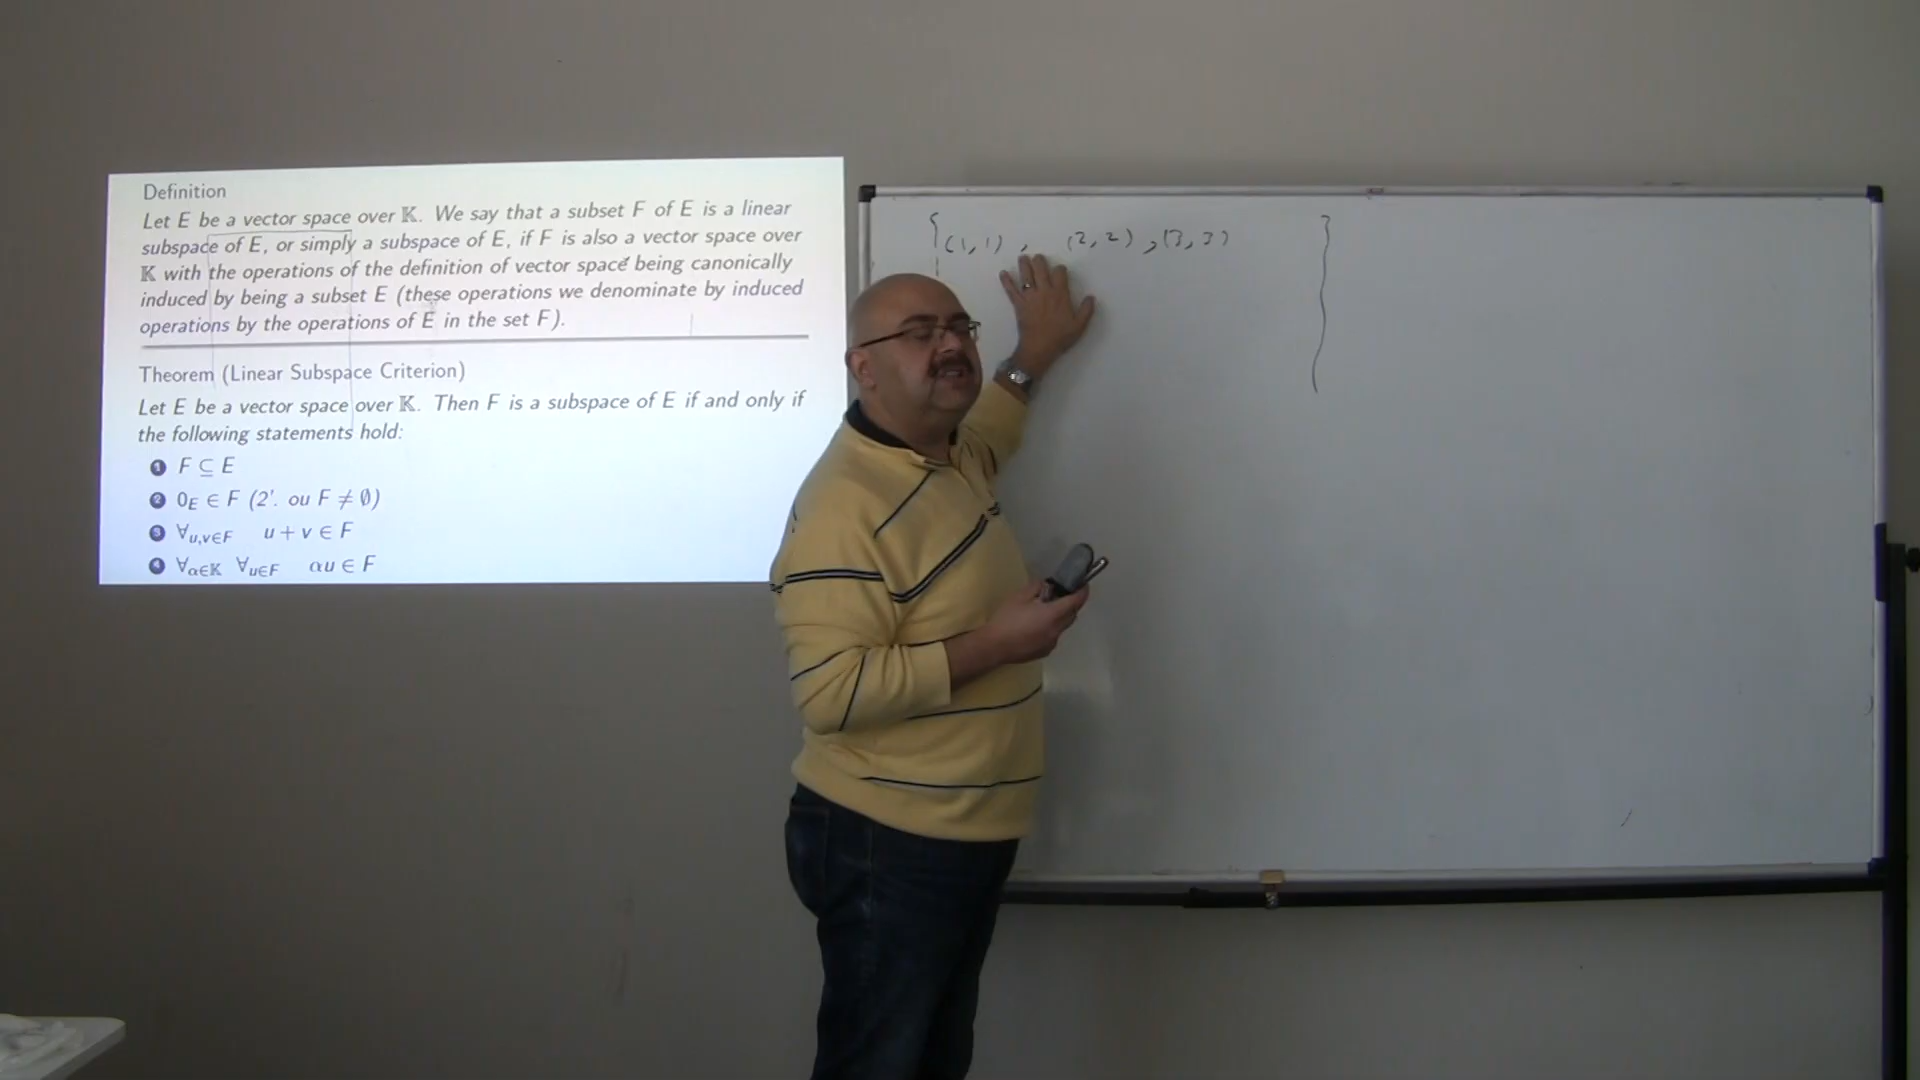 Definition
Let E be a vector space over 𝕂. We say that a subset F of E is a linear
subspace of E, or simply a subspace of E, if F is also a vector space over
𝕂 with the operations of the definition of vector space being canonically
induced by being a subset E (these operations we denominate by induced
operations by the operations of E in the set F).
Theorem (Linear Subspace Criterion)
Let E be a vector space over 𝕂. Then F is a subspace of E if and only if
the following statements hold:
1 F ⊆ E
2 0_E ∈ F (2'. ou F ≠ ∅)
3 ∀_{u,v∈F} u + v ∈ F
4 ∀_{α∈𝕂} ∀_{u∈F} αu ∈ F
{(1,1), (2,2), (3,3) }